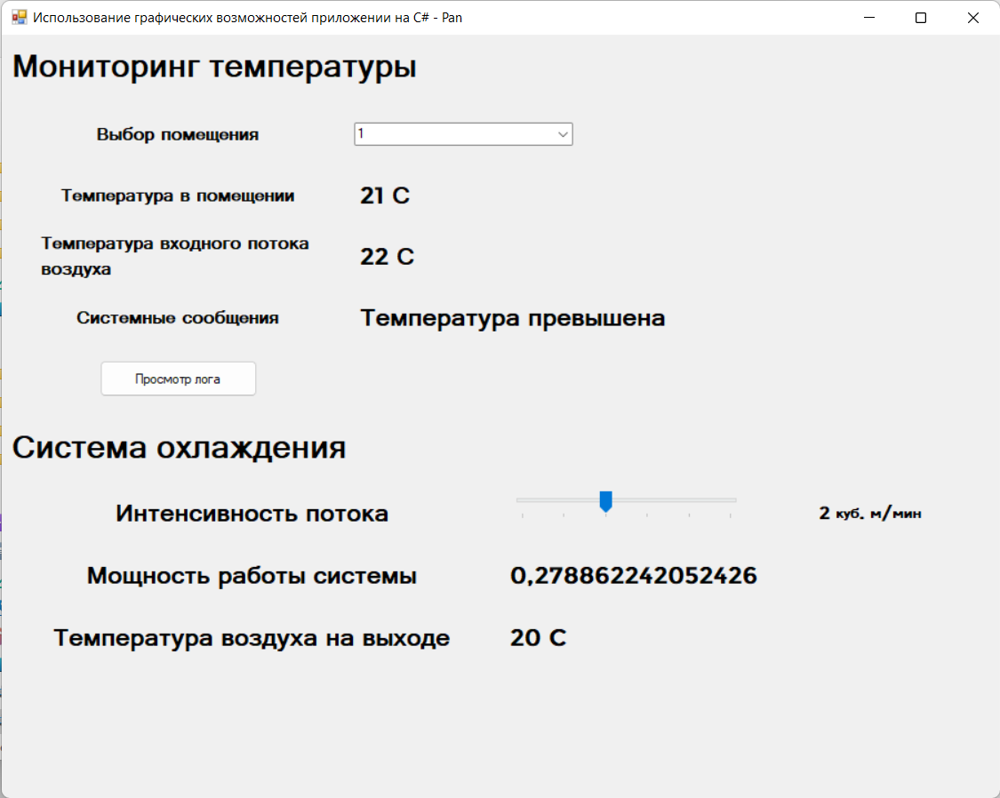 Использование графических возможностей приложении на C# - Pan
Мониторинг температуры
Выбор помещения
1
Температура в помещении
21 C
Температура входного потока
воздуха
22 C
Системные сообщения
Температура превышена
Просмотр лога
Система охлаждения
Интенсивность потока
2 куб. м/мин
Мощность работы системы
0,278862242052426
Температура воздуха на выходе
20 C